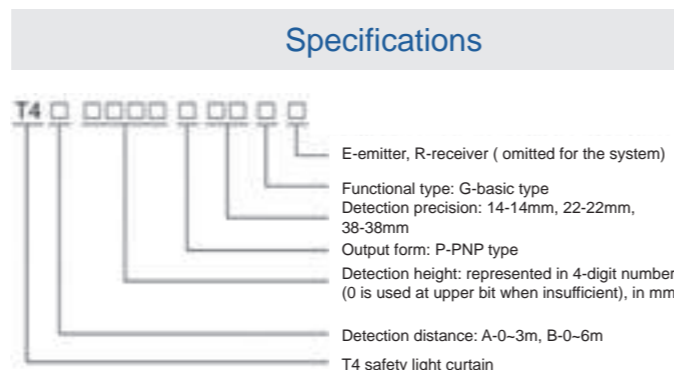 Specifications
T4 □ □□□□ □ □□ □ □
E-emitter, R-receiver ( omitted for the system)
Functional type: G-basic type
Detection precision: 14-14mm, 22-22mm,
38-38mm
Output form: P-PNP type
Detection height: represented in 4-digit number
(0 is used at upper bit when insufficient), in mm
Detection distance: A-0~3m, B-0~6m
T4 safety light curtain